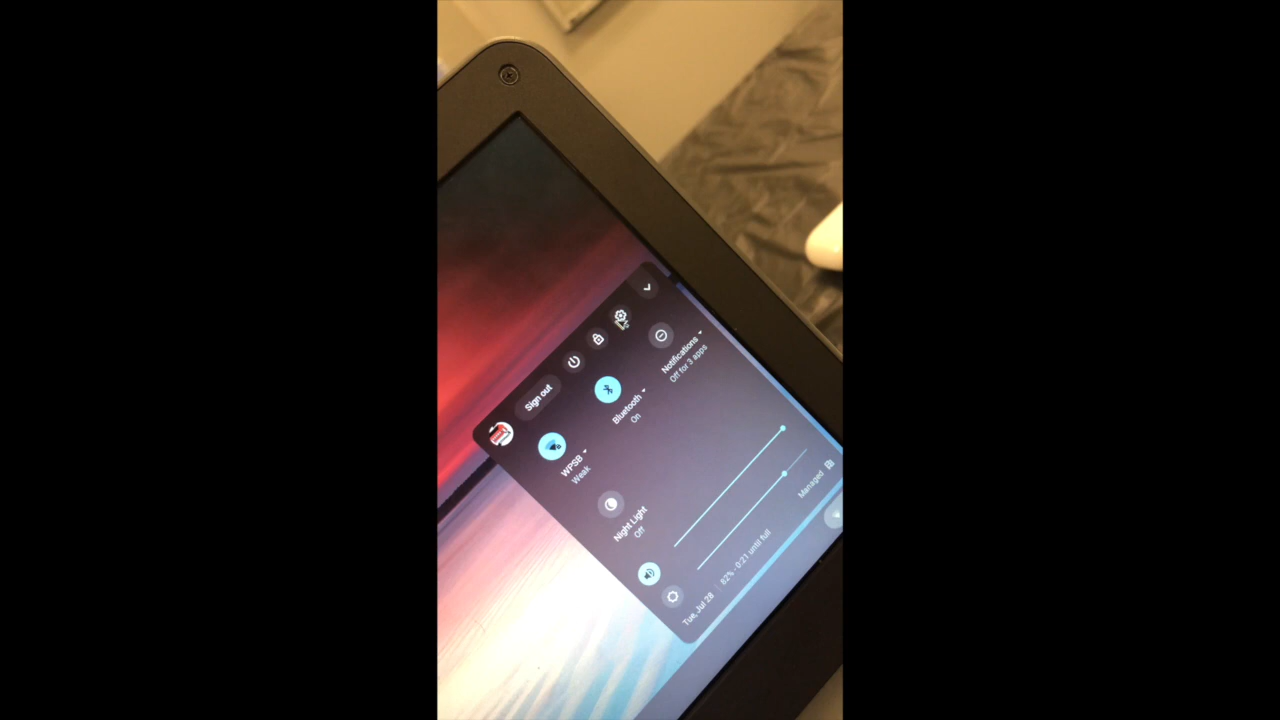 Sign out
WPSB
Weak
Bluetooth
On
Notifications
Off for 3 apps
Night Light
Off
Tue, Jul 28
82% - 0:21 until full
Managed